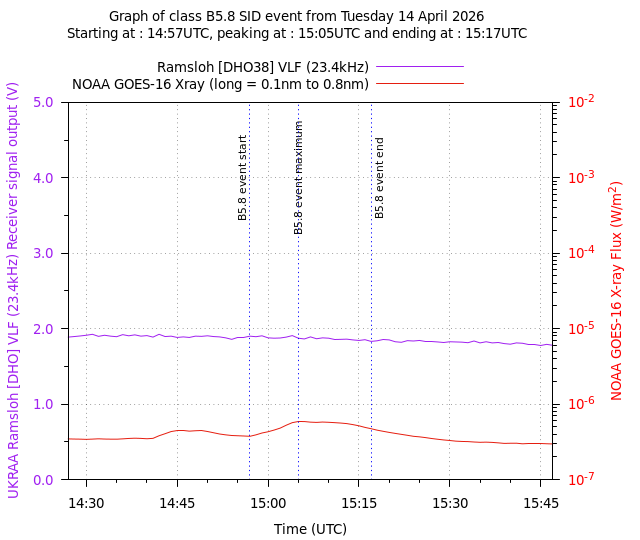 Graph of class B5.8 SID event from Tuesday 14 April 2026
Starting at : 14:57UTC, peaking at : 15:05UTC and ending at : 15:17UTC
Ramsloh [DHO38] VLF (23.4kHz)
NOAA GOES-16 Xray (long = 0.1nm to 0.8nm)
UKRAA Ramsloh [DHO] VLF (23.4kHz) Receiver signal output (V)
5.0
4.0
3.0
2.0
1.0
0.0
B5.8 event start
B5.8 event maximum
B5.8 event end
10^-2
10^-3
10^-4
10^-5
10^-6
10^-7
NOAA GOES-16 X-ray Flux (W/m²)
14:30
14:45
15:00
15:15
15:30
15:45
Time (UTC)